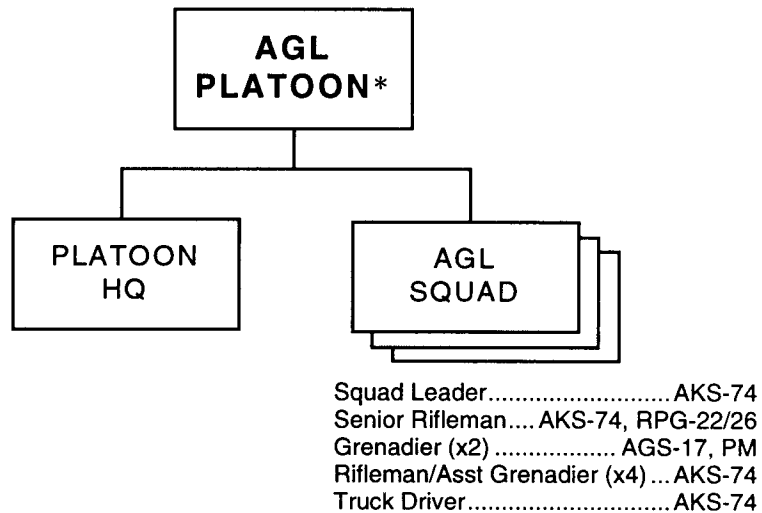 AGL
PLATOON*
PLATOON
HQ
AGL
SQUAD
Squad Leader............................ AKS-74
Senior Rifleman.... AKS-74, RPG-22/26
Grenadier (x2) .................. AGS-17, PM
Rifleman/Asst Grenadier (x4) ... AKS-74
Truck Driver.............................. AKS-74